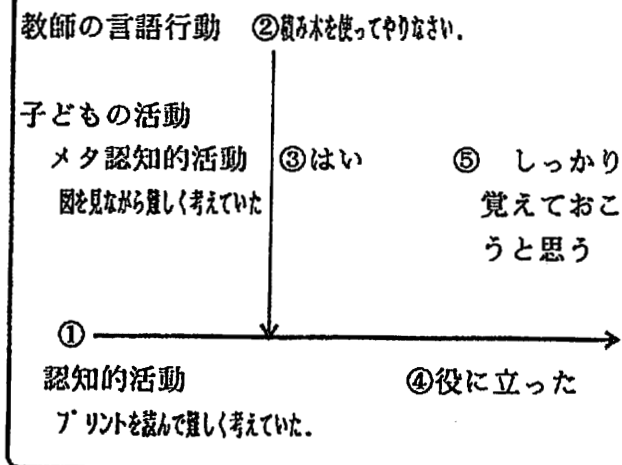 教師の言語行動　②積み木を使ってやりなさい.
子どもの活動
メタ認知的活動　③はい　⑤　しっかり
図を見ながら難しく考えていた　覚えておこ
うと思う
①
認知的活動　④役に立った
プリントを読んで難しく考えていた.